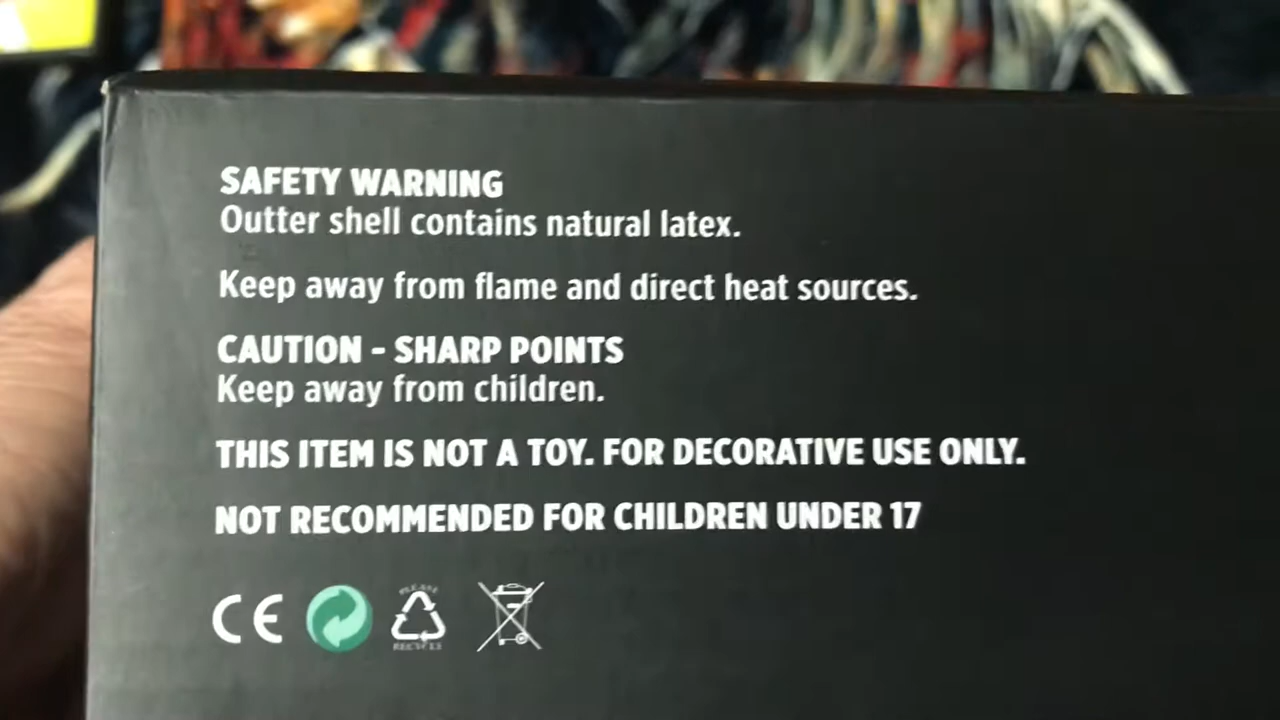 SAFETY WARNING
Outter shell contains natural latex.
Keep away from flame and direct heat sources.
CAUTION - SHARP POINTS
Keep away from children.
THIS ITEM IS NOT A TOY. FOR DECORATIVE USE ONLY.
NOT RECOMMENDED FOR CHILDREN UNDER 17
CE
PLEASE
RECYCLE